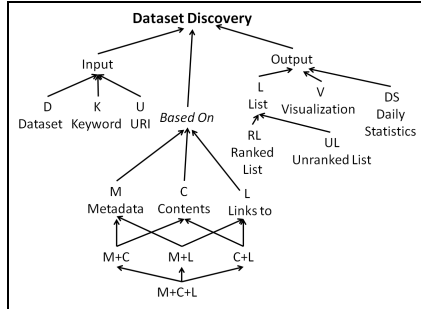 Dataset Discovery
Input
Output
D
Dataset
K
Keyword
U
URI
Based On
L
List
V
Visualization
DS
Daily
Statistics
RL
Ranked
List
UL
Unranked List
M
Metadata
C
Contents
L
Links to
M+C
M+L
C+L
M+C+L